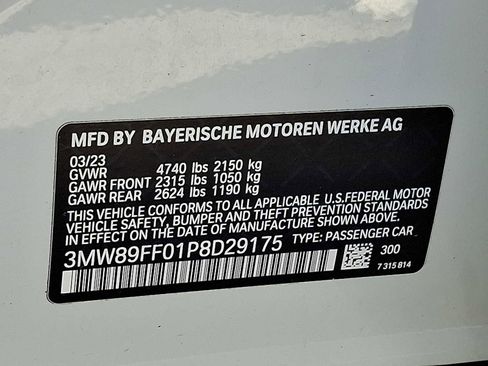 MFD BY BAYERISCHE MOTOREN WERKE AG
03/23
GVWR 4740 lbs 2150 kg
GAWR FRONT 2315 lbs 1050 kg
GAWR REAR 2624 lbs 1190 kg
THIS VEHICLE CONFORMS TO ALL APPLICABLE U.S.FEDERAL MOTOR
VEHICLE SAFETY, BUMPER AND THEFT PREVENTION STANDARDS
IN EFFECT ON THE DATE OF MANUFACTURE SHOWN ABOVE.
3MW89FF01P8D29175 TYPE: PASSENGER CAR
300
7 315 814